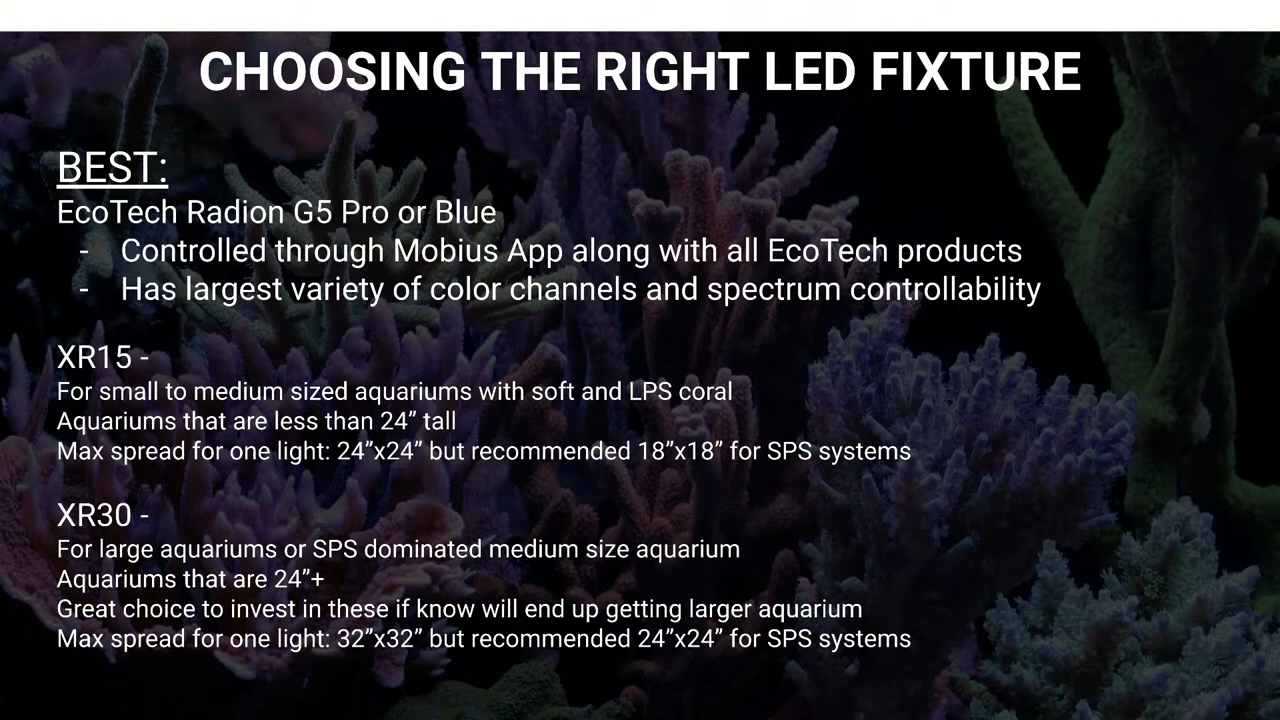 CHOOSING THE RIGHT LED FIXTURE
BEST:
EcoTech Radion G5 Pro or Blue
- Controlled through Mobius App along with all EcoTech products
- Has largest variety of color channels and spectrum controllability
XR15 -
For small to medium sized aquariums with soft and LPS coral
Aquariums that are less than 24” tall
Max spread for one light: 24”x24” but recommended 18”x18” for SPS systems
XR30 -
For large aquariums or SPS dominated medium size aquarium
Aquariums that are 24”+
Great choice to invest in these if know will end up getting larger aquarium
Max spread for one light: 32”x32” but recommended 24”x24” for SPS systems